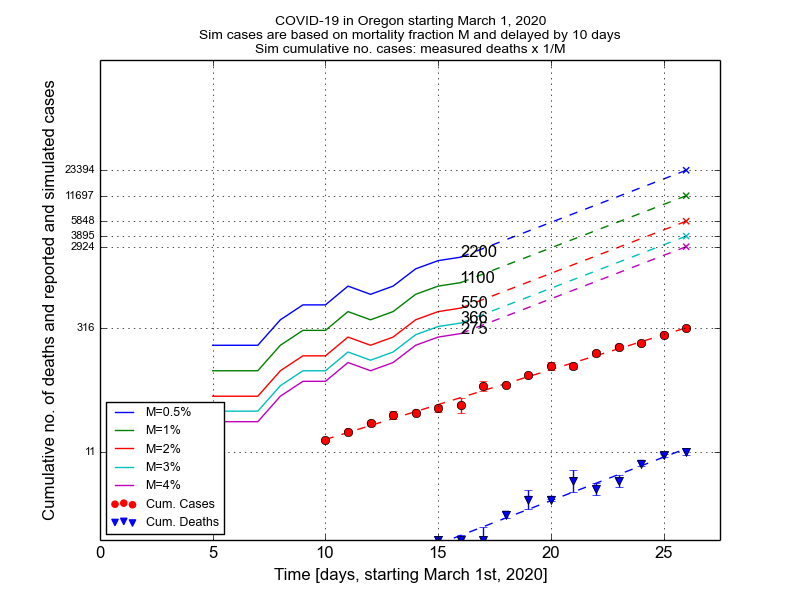 COVID-19 in Oregon starting March 1, 2020
Sim cases are based on mortality fraction M and delayed by 10 days
Sim cumulative no. cases: measured deaths x 1/M
Cumulative no. of deaths and reported and simulated cases
23394
11697
5848
3895
2924
316
11
2200
1100
550
366
275
M=0.5%
M=1%
M=2%
M=3%
M=4%
Cum. Cases
Cum. Deaths
0 5 10 15 20 25
Time [days, starting March 1st, 2020]